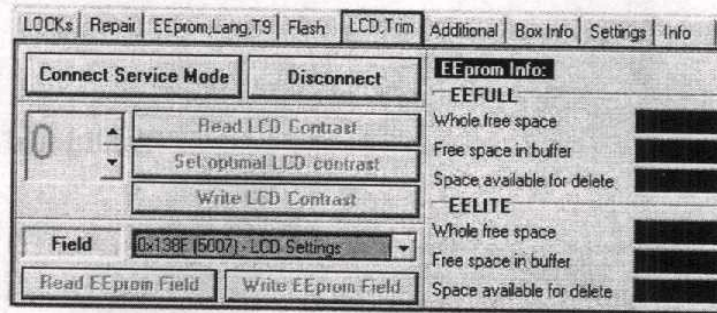 LOCKs Repair EEprom,Lang,T9 Flash LCD,Trim Additional Box Info Settings Info
Connect Service Mode Disconnect
0
Read LCD Contrast
Set optimal LCD contrast
Write LCD Contrast
Field 0x138F (5007) - LCD Settings
Read EEprom Field Write EEprom Field
EEprom Info:
EEFULL
Whole free space
Free space in buffer
Space available for delete
EELITE
Whole free space
Free space in buffer
Space available for delete